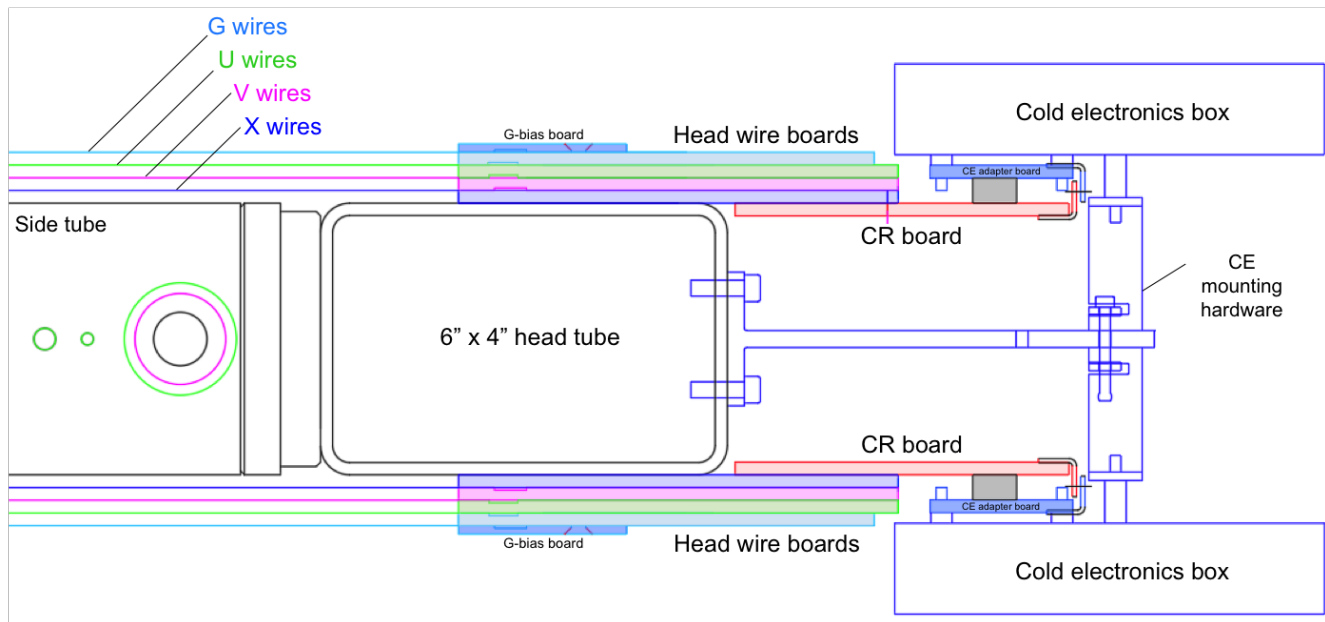 G wires
U wires
V wires
X wires
G-bias board
Head wire boards
Cold electronics box
CE adapter board
Side tube
CR board
CE
mounting
hardware
6” x 4” head tube
CR board
CE adapter board
G-bias board
Head wire boards
Cold electronics box